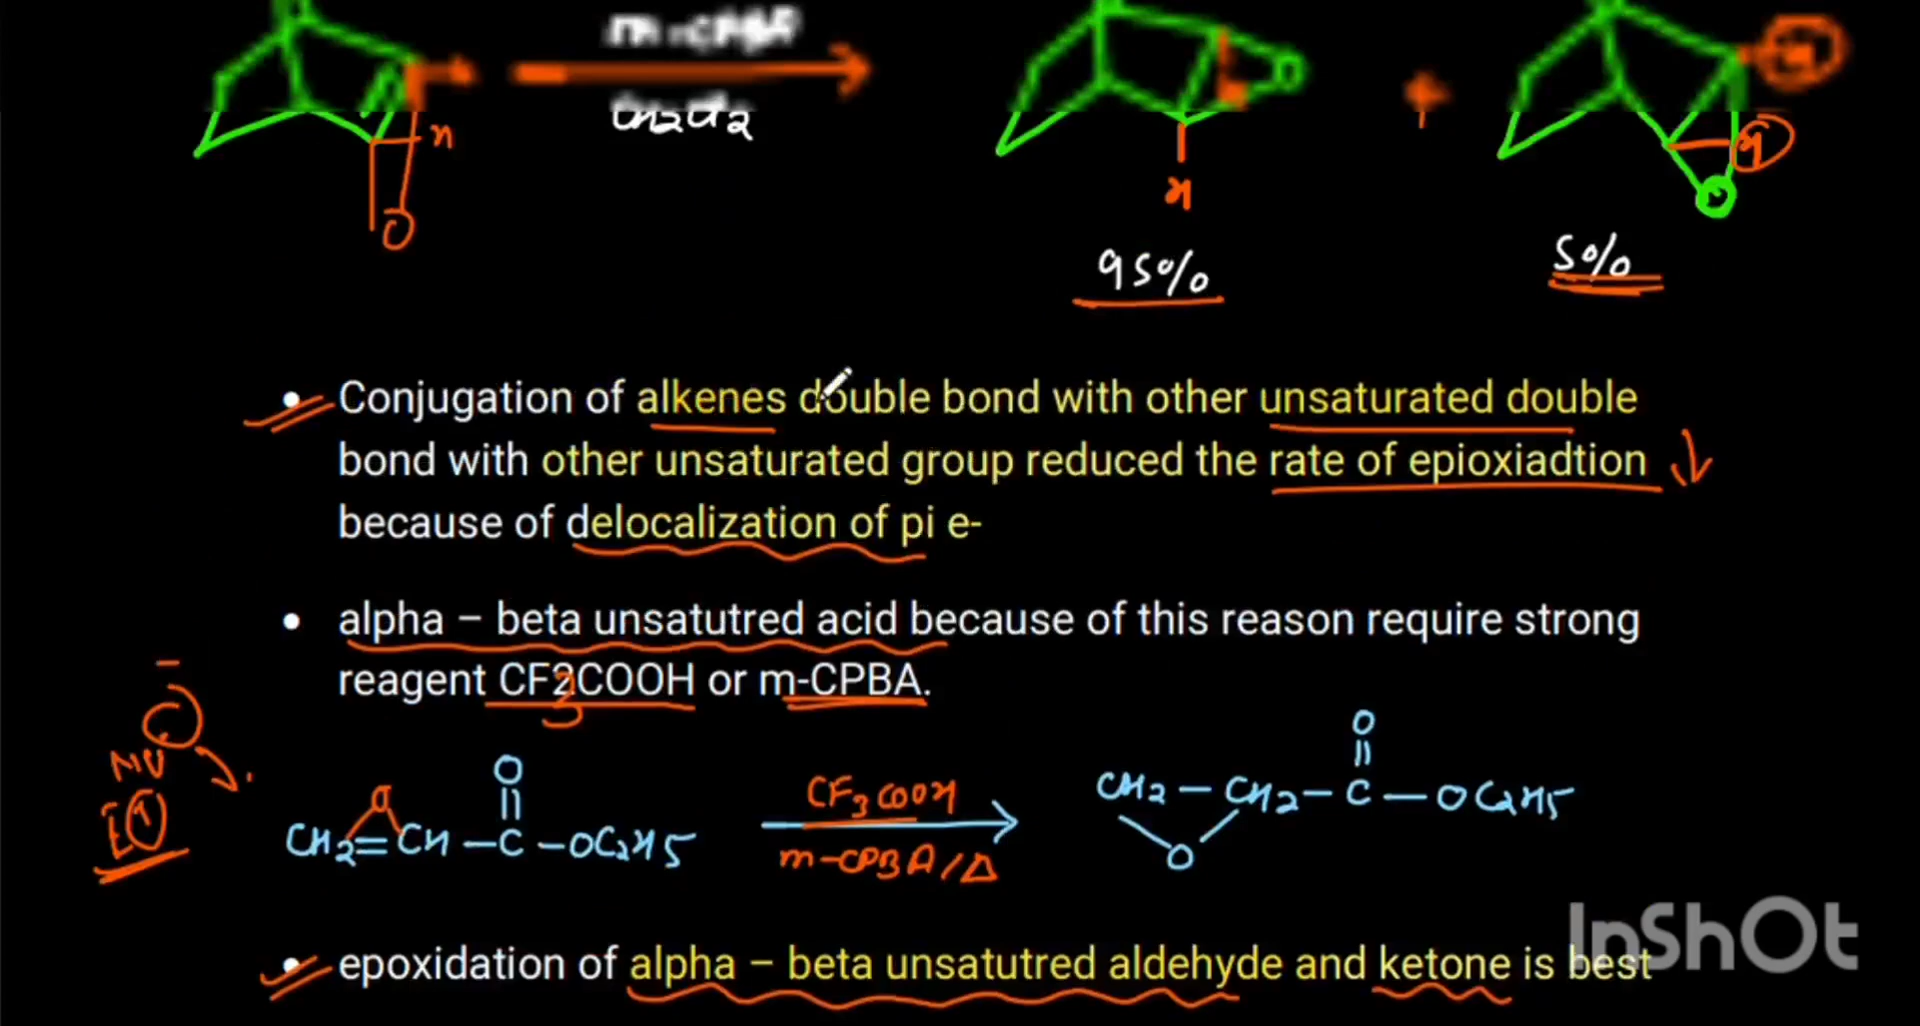 m-CPBA
CH2Cl2
H
O
H
O
H
H
O
95%
5%
Conjugation of alkenes double bond with other unsaturated double
bond with other unsaturated group reduced the rate of epioxiadtion
because of delocalization of pi e-
alpha – beta unsatutred acid because of this reason require strong
reagent CF3COOH or m-CPBA.
Nu
E+
O
CH2=CH-C-OC2H5
O
CF3COOH
m-CPBA/Δ
O
CH2-CH2-C-OC2H5
O
epoxidation of alpha – beta unsatutred aldehyde and ketone is best
InShOt